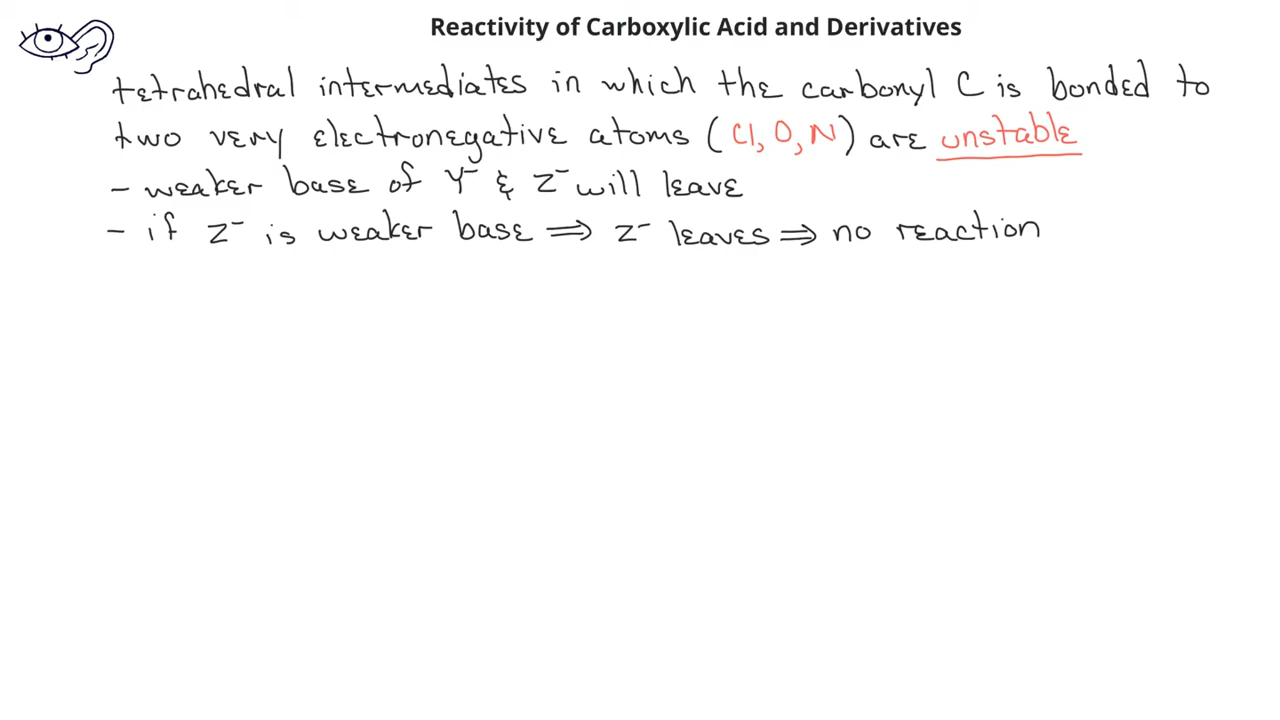 Reactivity of Carboxylic Acid and Derivatives
tetrahedral intermediates in which the carbonyl C is bonded to
two very electronegative atoms (Cl, O, N) are unstable
- weaker base of Y⁻ & Z⁻ will leave
- if Z⁻ is weaker base ⟹ Z⁻ leaves ⟹ no reaction